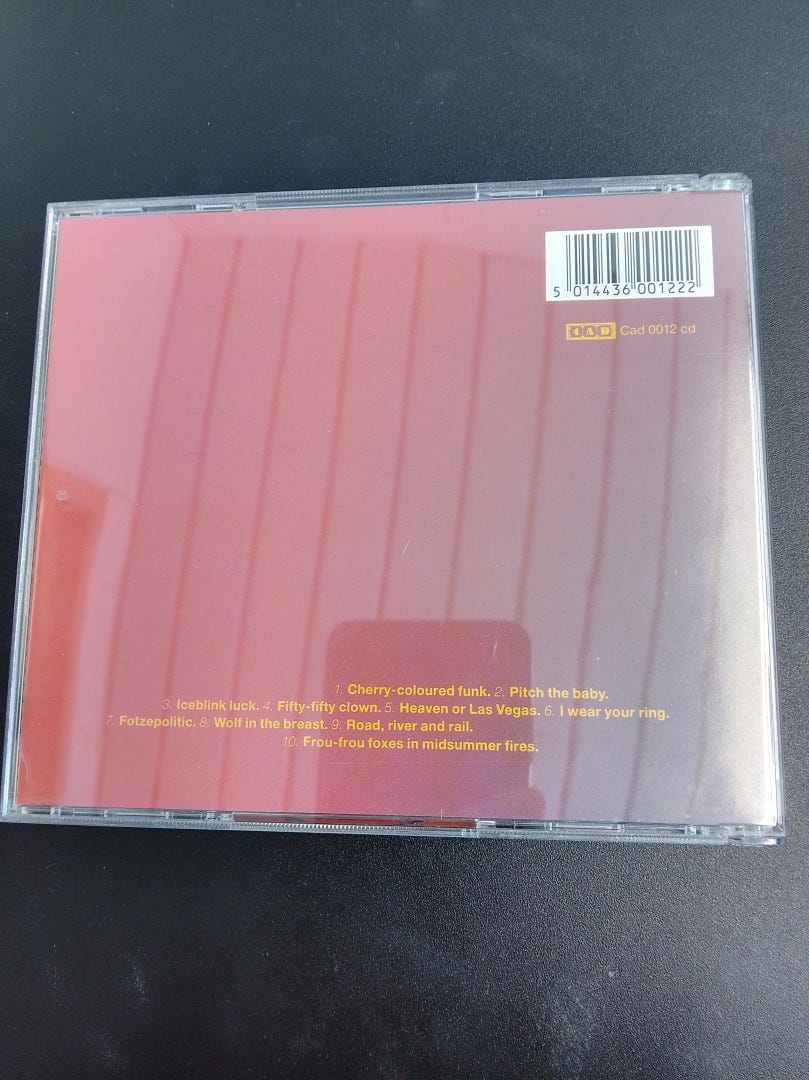 5 014436 001222
4AD Cad 0012 cd
1. Cherry-coloured funk. 2. Pitch the baby.
3. Iceblink luck. 4. Fifty-fifty clown. 5. Heaven or Las Vegas. 6. I wear your ring.
7. Fotzepolitic. 8. Wolf in the breast. 9. Road, river and rail.
10. Frou-frou foxes in midsummer fires.